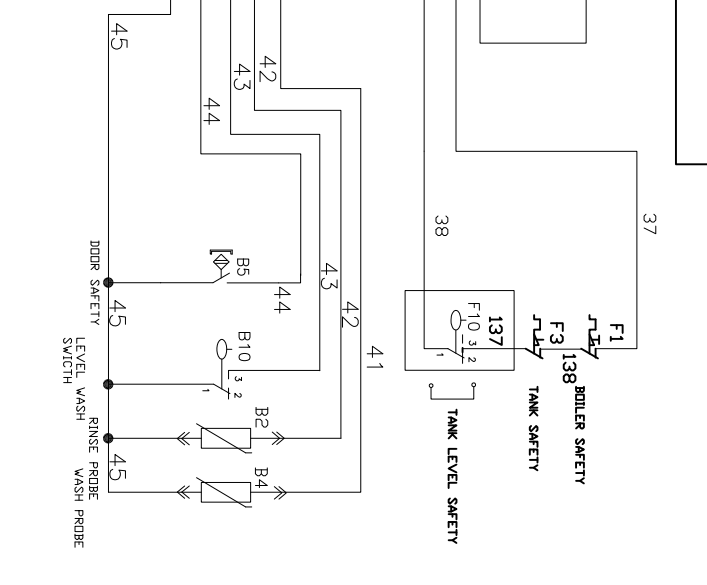 45
44
43
42
38
37
DOOR SAFETY
B5
44
43
42
41
45
F10
137
3
2
1
F3
138
F1
LEVEL WASH
SWICTH
B10
3
2
1
BOILER SAFETY
TANK SAFETY
TANK LEVEL SAFETY
B2
RINSE PROBE
45
B4
WASH PROBE